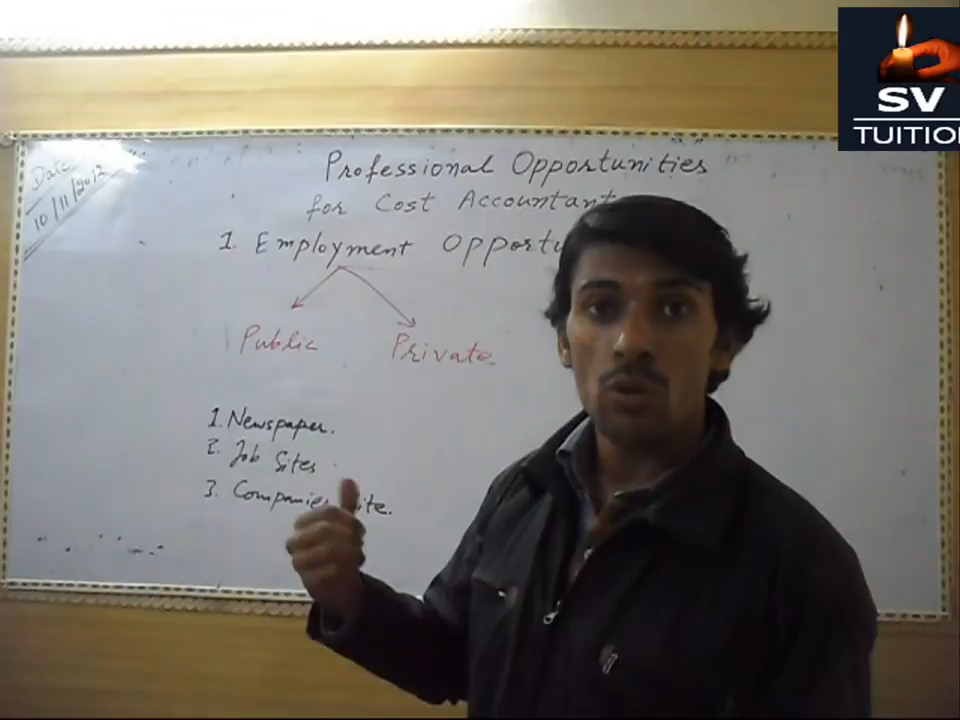 SV
TUITION
Date
10/11/2012
Professional Opportunities
for Cost Accountant
1. Employment Opportu
Public
Private
1. Newspaper.
2. Job Sites
3. Companies Site.